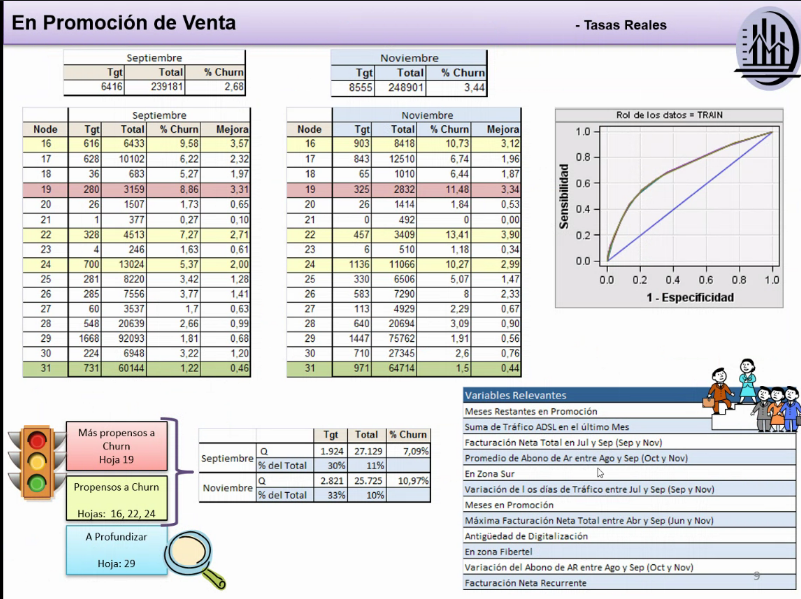 En Promoción de Venta
- Tasas Reales
Septiembre
Tgt Total % Churn
6416 239181 2,68
Noviembre
Tgt Total % Churn
8555 248901 3,44
Septiembre
Node Tgt Total % Churn Mejora
16 616 6433 9,58 3,57
17 628 10102 6,22 2,32
18 36 683 5,27 1,97
19 280 3159 8,86 3,31
20 26 1507 1,73 0,65
21 1 377 0,27 0,10
22 328 4513 7,27 2,71
23 4 246 1,63 0,61
24 700 13024 5,37 2,00
25 281 8220 3,42 1,28
26 285 7556 3,77 1,41
27 60 3537 1,7 0,63
28 548 20639 2,66 0,99
29 1668 92093 1,81 0,68
30 224 6948 3,22 1,20
31 731 60144 1,22 0,46
Noviembre
Node Tgt Total % Churn Mejora
16 903 8418 10,73 3,12
17 843 12510 6,74 1,96
18 65 1010 6,44 1,87
19 325 2832 11,48 3,34
20 26 1414 1,84 0,53
21 0 492 0 0,00
22 457 3409 13,41 3,90
23 6 510 1,18 0,34
24 1136 11066 10,27 2,99
25 330 6506 5,07 1,47
26 583 7290 8 2,33
27 113 4929 2,29 0,67
28 640 20694 3,09 0,90
29 1447 75762 1,91 0,56
30 710 27345 2,6 0,76
31 971 64714 1,5 0,44
Rol de los datos = TRAIN
Sensibilidad
1.0
0.8
0.6
0.4
0.2
0.0
0.0 0.2 0.4 0.6 0.8 1.0
1 - Especificidad
Más propensos a
Churn
Hoja 19
Propensos a Churn
Hojas: 16, 22, 24
A Profundizar
Hoja: 29
Tgt Total % Churn
Septiembre Q 1.924 27.129 7,09%
% del Total 30% 11%
Noviembre Q 2.821 25.725 10,97%
% del Total 33% 10%
Variables Relevantes
Meses Restantes en Promoción
Suma de Tráfico ADSL en el último Mes
Facturación Neta Total en Jul y Sep (Sep y Nov)
Promedio de Abono de Ar entre Ago y Sep (Oct y Nov)
En Zona Sur
Variación de l os días de Tráfico entre Jul y Sep (Sep y Nov)
Meses en Promoción
Máxima Facturación Neta Total entre Abr y Sep (Jun y Nov)
Antigüedad de Digitalización
En zona Fibertel
Variación del Abono de AR entre Ago y Sep (Oct y Nov)
Facturación Neta Recurrente
9